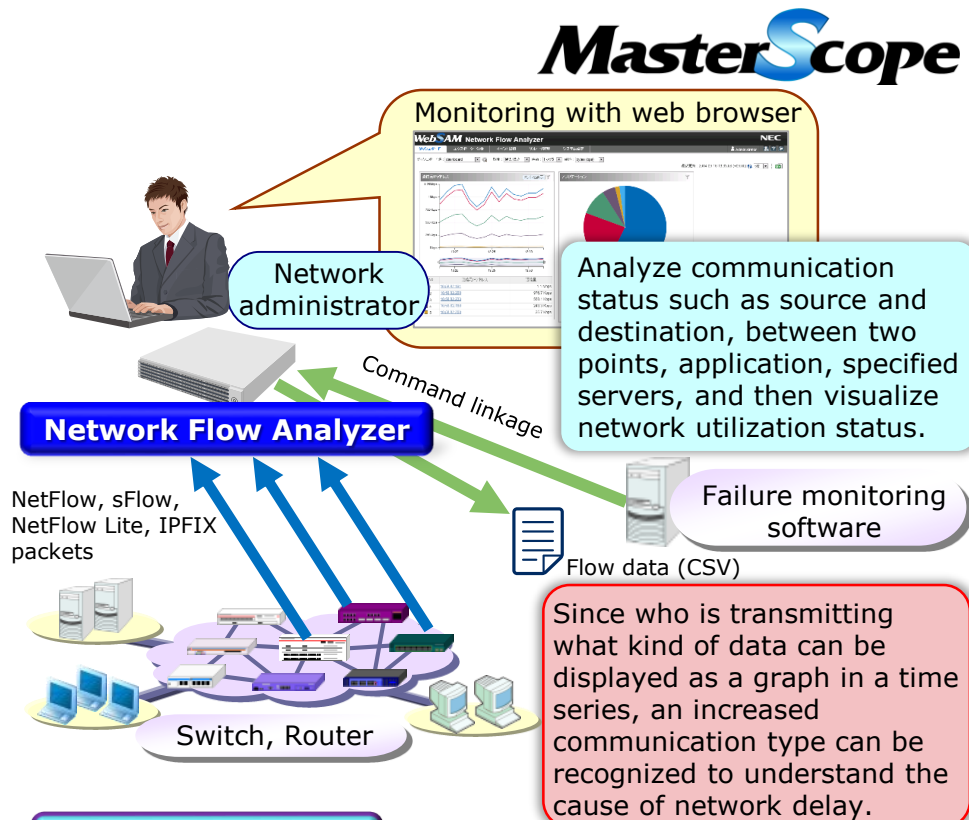 MasterScope
Monitoring with web browser
WebSAM Network Flow Analyzer
NEC
Network
administrator
Analyze communication
status such as source and
destination, between two
points, application, specified
servers, and then visualize
network utilization status.
Command linkage
Network Flow Analyzer
NetFlow, sFlow,
NetFlow Lite, IPFIX
packets
Failure monitoring
software
Flow data (CSV)
Since who is transmitting
what kind of data can be
displayed as a graph in a time
series, an increased
communication type can be
recognized to understand the
cause of network delay.
Switch, Router